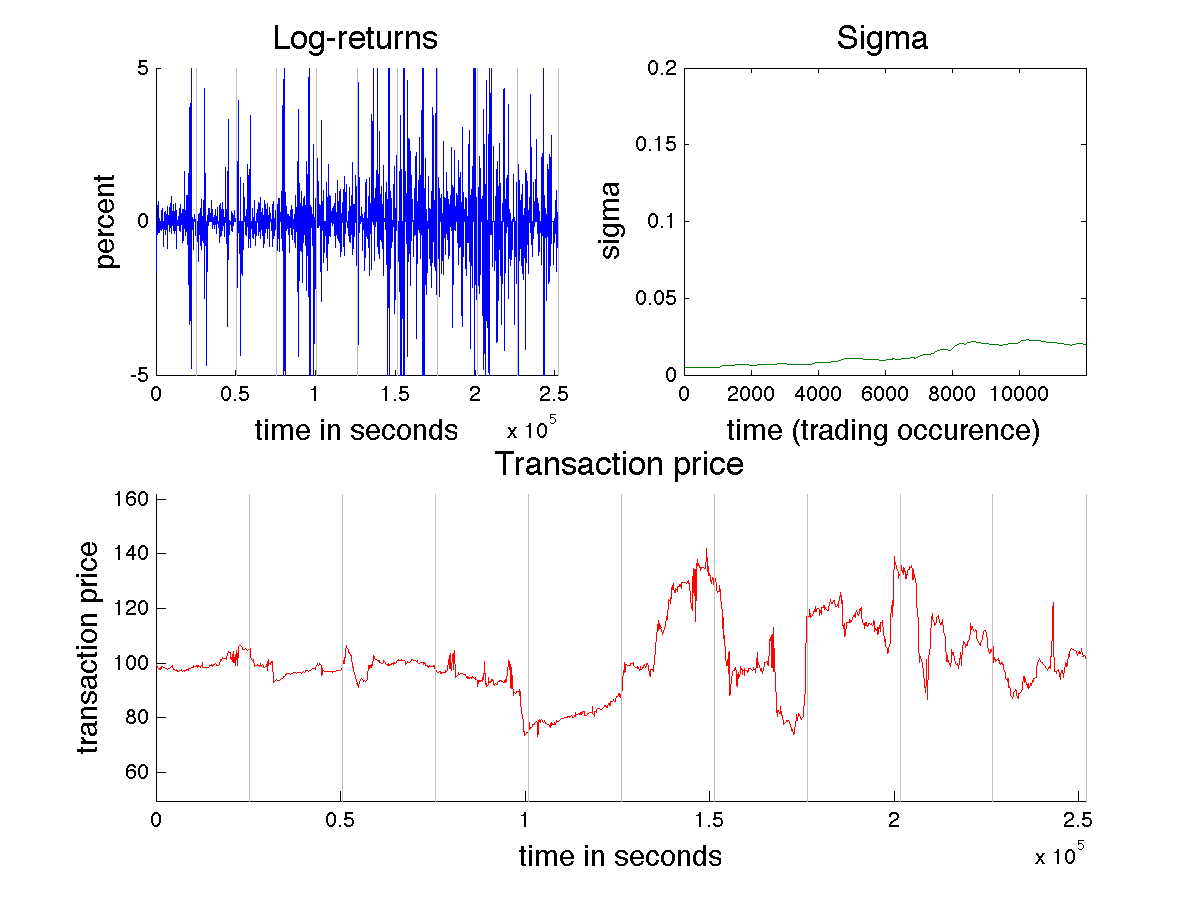 Log-returns
5
0
-5
percent
0
0.5
1
1.5
2
2.5
x 10^5
time in seconds
Sigma
0.2
0.15
0.1
0.05
0
sigma
0
2000
4000
6000
8000
10000
time (trading occurence)
Transaction price
160
140
120
100
80
60
transaction price
0
0.5
1
1.5
2
2.5
x 10^5
time in seconds